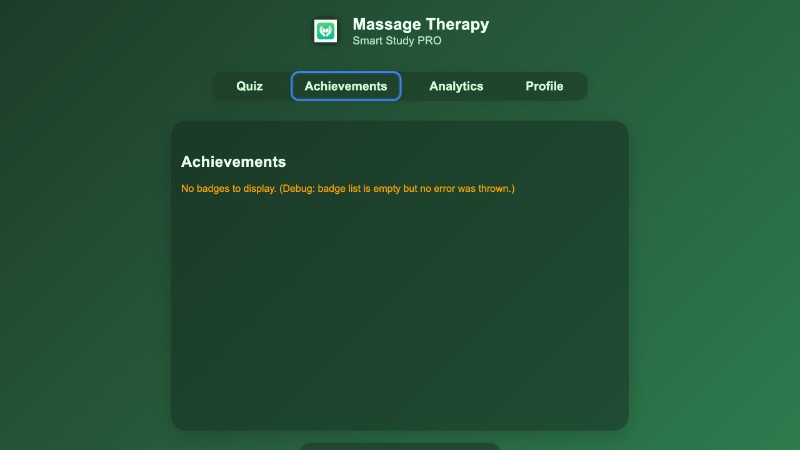 Massage Therapy
Smart Study PRO
Quiz
Achievements
Analytics
Profile
Achievements
No badges to display. (Debug: badge list is empty but no error was thrown.)